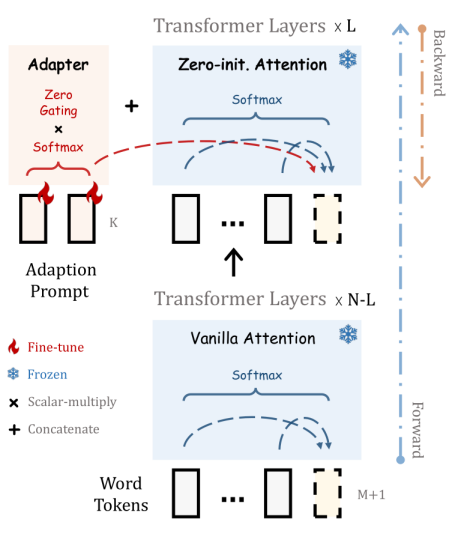 Transformer Layers x L
Adapter
Zero
Gating
×
Softmax
+
Zero-init. Attention
Softmax
...
K
Adaption
Prompt
Transformer Layers x N-L
Vanilla Attention
Softmax
Fine-tune
Frozen
× Scalar-multiply
+ Concatenate
Word
Tokens
...
M+1
Backward
Forward